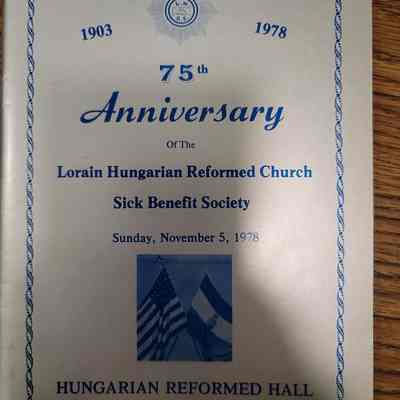 1903 1978
75th
Anniversary
Of The
Lorain Hungarian Reformed Church
Sick Benefit Society
Sunday, November 5, 1978
HUNGARIAN REFORMED HALL